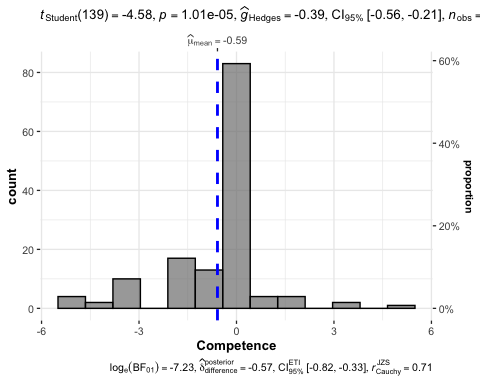 t_Student(139) = -4.58, p = 1.01e-05, ĝ_Hedges = -0.39, CI_95% [-0.56, -0.21], n_obs =
μ̂_mean = -0.59
80
60
40
20
0
count
60%
40%
20%
0%
proportion
-6 -3 0 3 6
Competence
log_e(BF_01) = -7.23, δ̂_difference^posterior = -0.57, CI_95%^ETI [-0.82, -0.33], r_Cauchy^JZS = 0.71